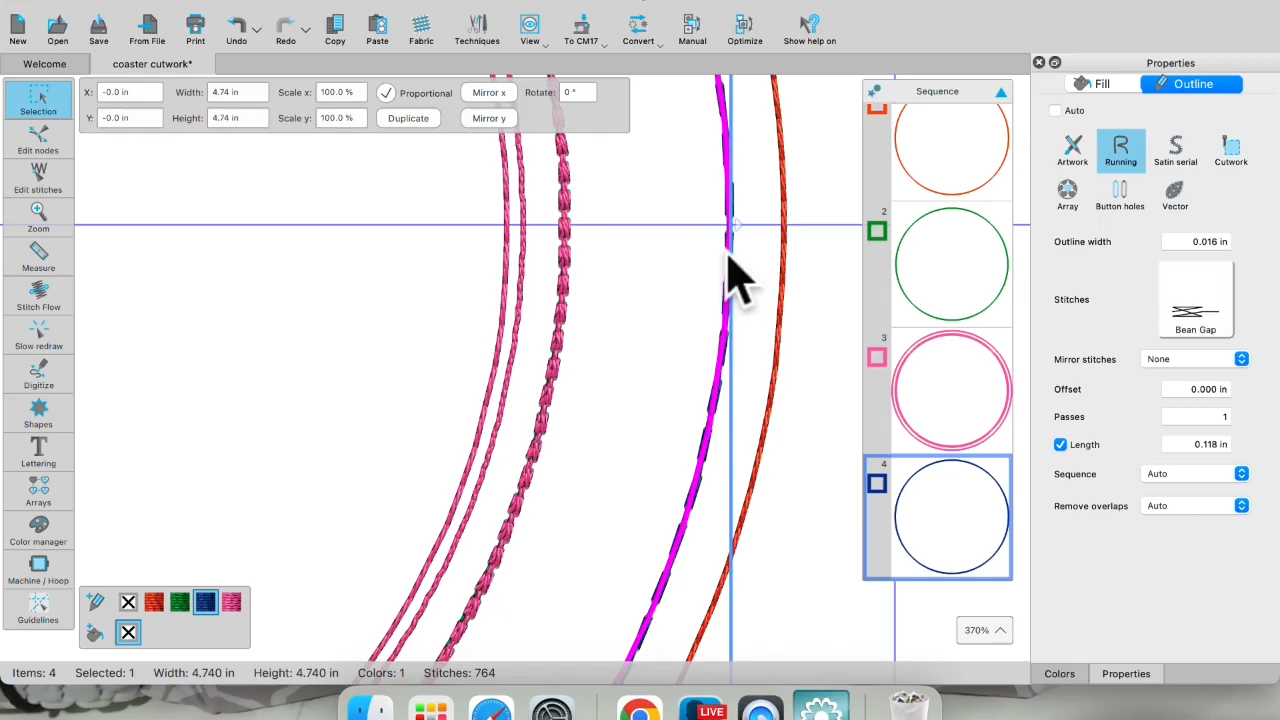 New Open Save From File Print Undo Redo Copy Paste Fabric Techniques View To CM17 Convert Manual Optimize Show help on
Welcome coaster cutwork* Properties
X: -0.0 in Width: 4.74 in Scale x: 100.0 % Proportional Mirror x Rotate: 0 °
Y: -0.0 in Height: 4.74 in Scale y: 100.0 % Duplicate Mirror y
Sequence
Fill Outline
Auto
Artwork Running Satin serial Cutwork
Array Button holes Vector
Outline width 0.016 in
Stitches
Bean Gap
Mirror stitches None
Offset 0.000 in
Passes 1
Length 0.118 in
Sequence Auto
Remove overlaps Auto
Selection
Edit nodes
Edit stitches
Zoom
Measure
Stitch Flow
Slow redraw
Digitize
Shapes
Lettering
Arrays
Color manager
Machine / Hoop
Guidelines
2
3
4
370%
Items: 4 Selected: 1 Width: 4.740 in Height: 4.740 in Colors: 1 Stitches: 764
Colors Properties
LIVE